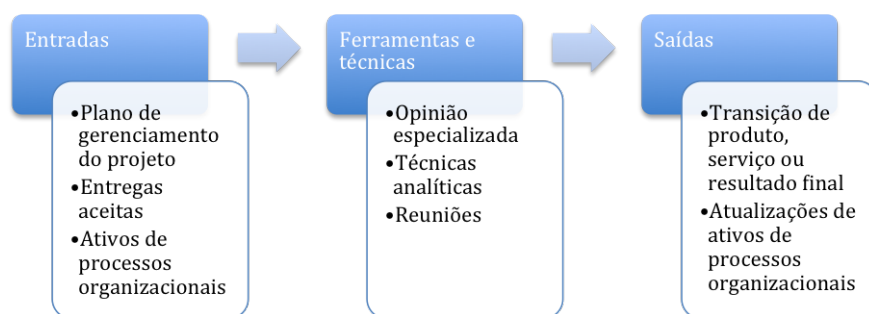 Entradas
•Plano de
gerenciamento
do projeto
•Entregas
aceitas
•Ativos de
processos
organizacionais
Ferramentas e
técnicas
•Opinião
especializada
•Técnicas
analíticas
•Reuniões
Saídas
•Transição de
produto,
serviço ou
resultado final
•Atualizações de
ativos de
processos
organizacionais